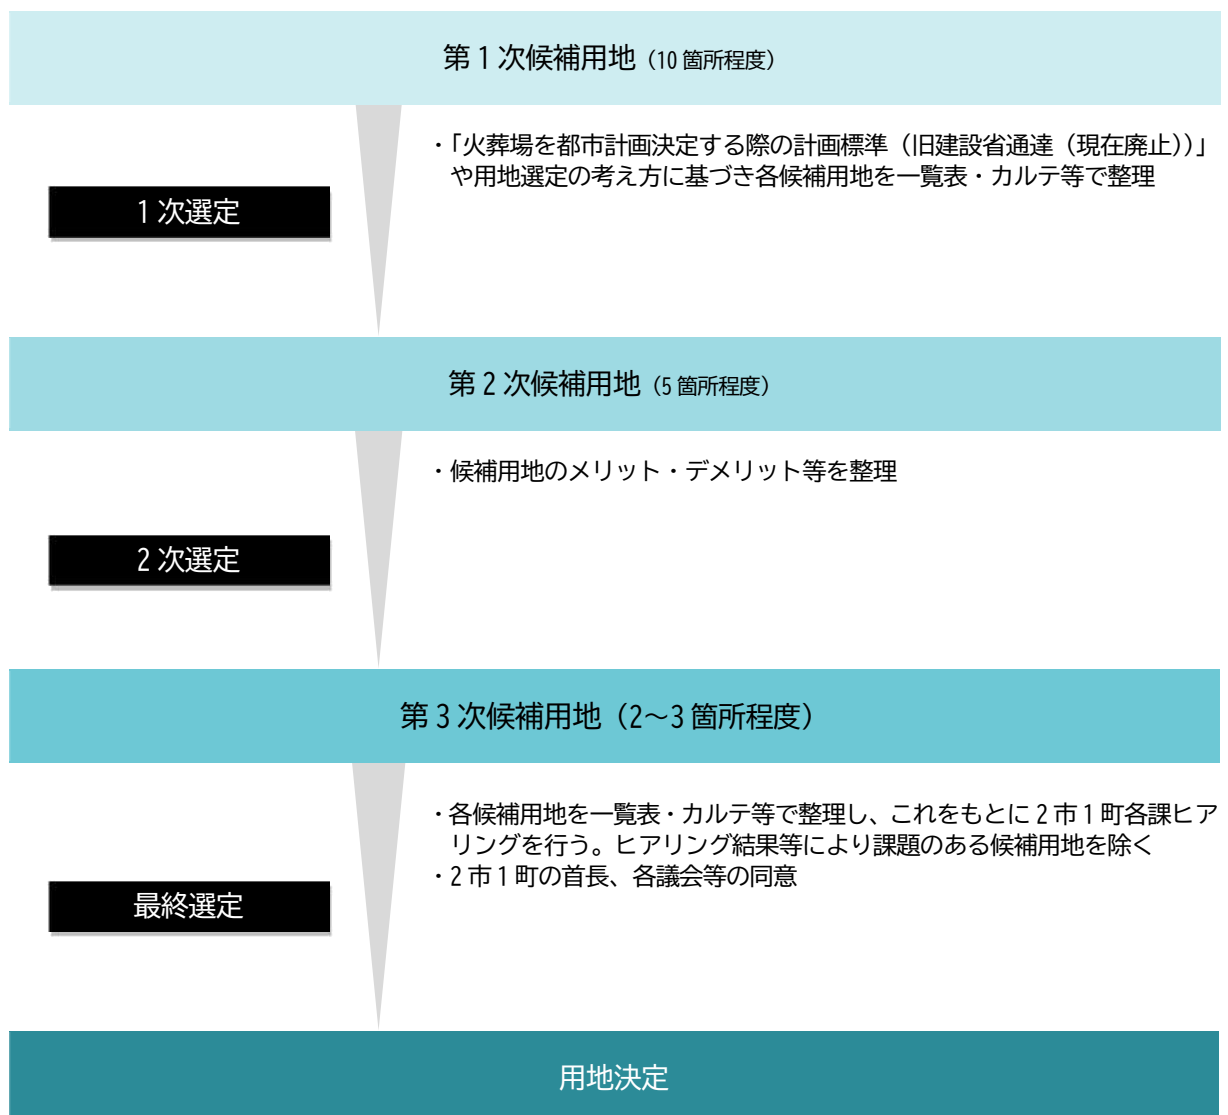 第1次候補用地（10箇所程度）
・「火葬場を都市計画決定する際の計画標準（旧建設省通達（現在廃止））」
や用地選定の考え方に基づき各候補用地を一覧表・カルテ等で整理
1次選定
第2次候補用地（5箇所程度）
・候補用地のメリット・デメリット等を整理
2次選定
第3次候補用地（2～3箇所程度）
・各候補用地を一覧表・カルテ等で整理し、これをもとに2市1町各課ヒア
リングを行う。ヒアリング結果等により課題のある候補用地を除く
・2市1町の首長、各議会等の同意
最終選定
用地決定